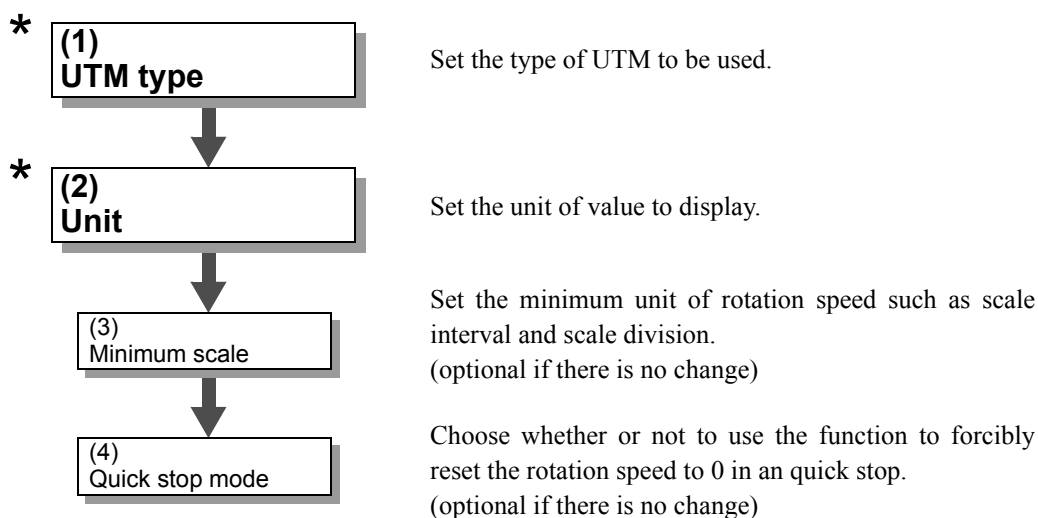 *
(1)
UTM type
Set the type of UTM to be used.
*
(2)
Unit
Set the unit of value to display.
(3)
Minimum scale
Set the minimum unit of rotation speed such as scale
interval and scale division.
(optional if there is no change)
(4)
Quick stop mode
Choose whether or not to use the function to forcibly
reset the rotation speed to 0 in an quick stop.
(optional if there is no change)